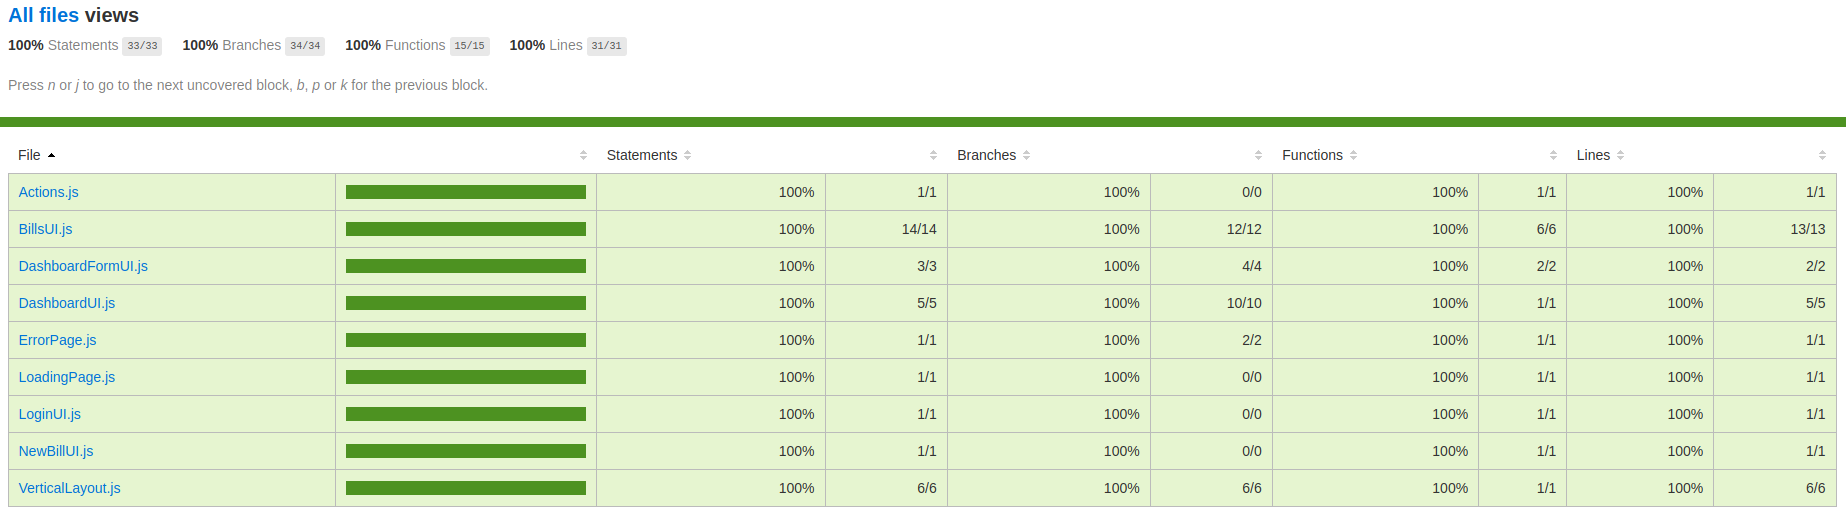 All files views
100% Statements 33/33 100% Branches 34/34 100% Functions 15/15 100% Lines 31/31
Press n or j to go to the next uncovered block, b, p or k for the previous block.
File Statements Branches Functions Lines
Actions.js 100% 1/1 100% 0/0 100% 1/1 100% 1/1
BillsUI.js 100% 14/14 100% 12/12 100% 6/6 100% 13/13
DashboardFormUI.js 100% 3/3 100% 4/4 100% 2/2 100% 2/2
DashboardUI.js 100% 5/5 100% 10/10 100% 1/1 100% 5/5
ErrorPage.js 100% 1/1 100% 2/2 100% 1/1 100% 1/1
LoadingPage.js 100% 1/1 100% 0/0 100% 1/1 100% 1/1
LoginUI.js 100% 1/1 100% 0/0 100% 1/1 100% 1/1
NewBillUI.js 100% 1/1 100% 0/0 100% 1/1 100% 1/1
VerticalLayout.js 100% 6/6 100% 6/6 100% 1/1 100% 6/6